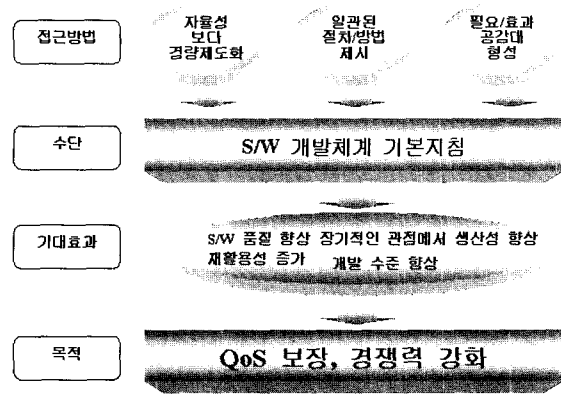 접근방법
자율성
보다
경량제도화
일관된
절차/방법
제시
필요/효과
공감대
형성
수단
S/W 개발체계 기본지침
기대효과
S/W 품질 향상 장기적인 관점에서 생산성 향상
재활용성 증가 개발 수준 향상
목적
QoS 보장, 경쟁력 강화